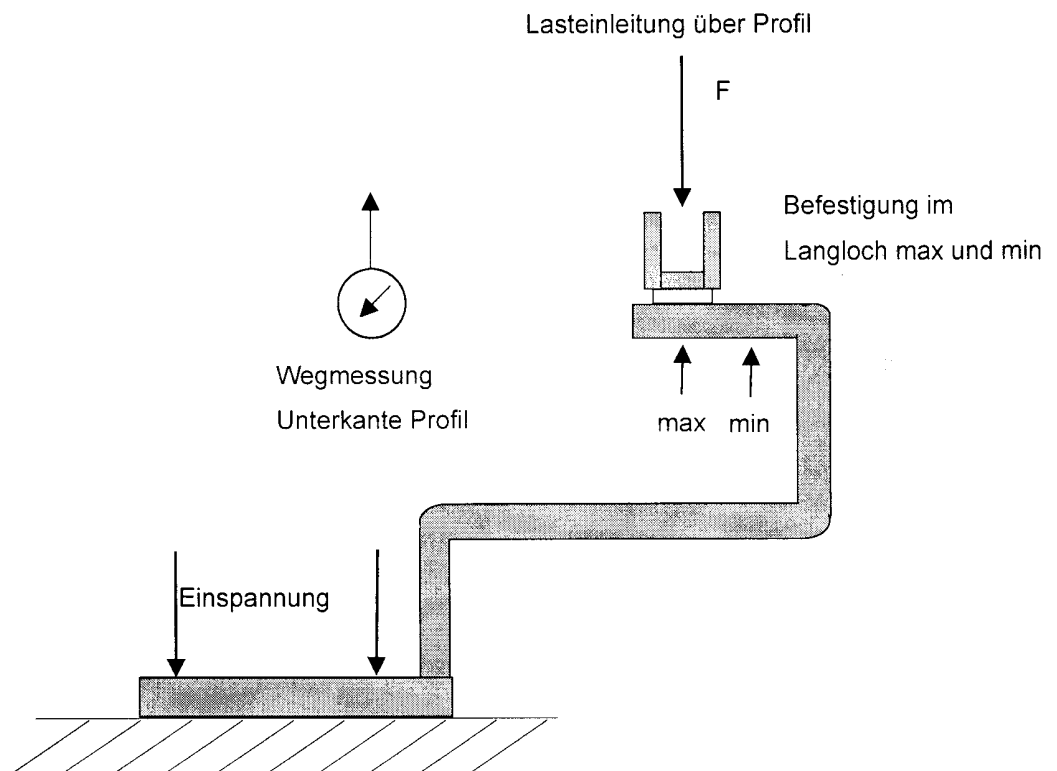 Lasteinleitung über Profil
F
Befestigung im
Langloch max und min
Wegmessung
Unterkante Profil
max min
Einspannung